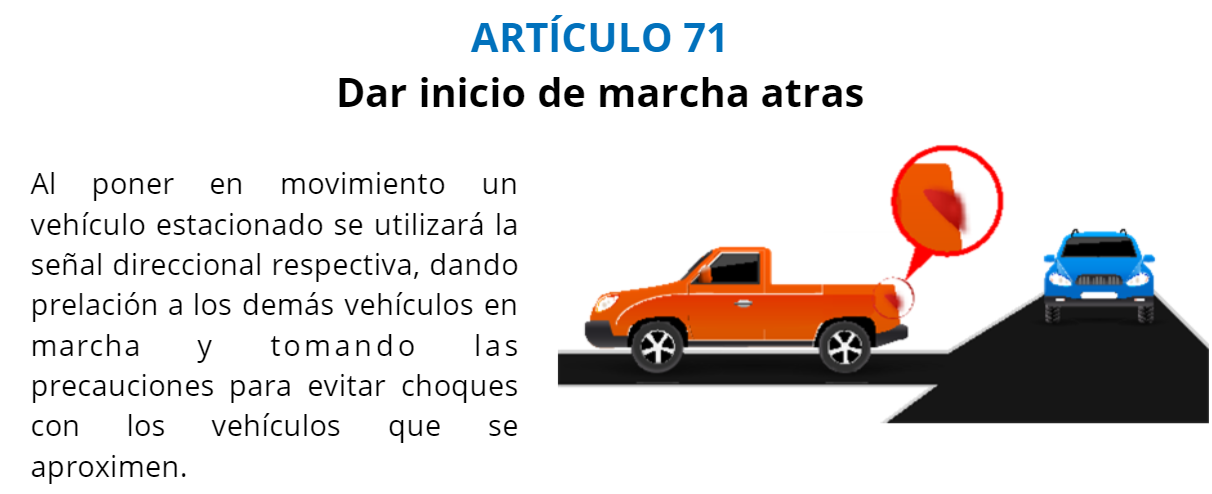 ARTÍCULO 71
Dar inicio de marcha atras
Al poner en movimiento un
vehículo estacionado se utilizará la
señal direccional respectiva, dando
prelación a los demás vehículos en
marcha y tomando las
precauciones para evitar choques
con los vehículos que se
aproximen.